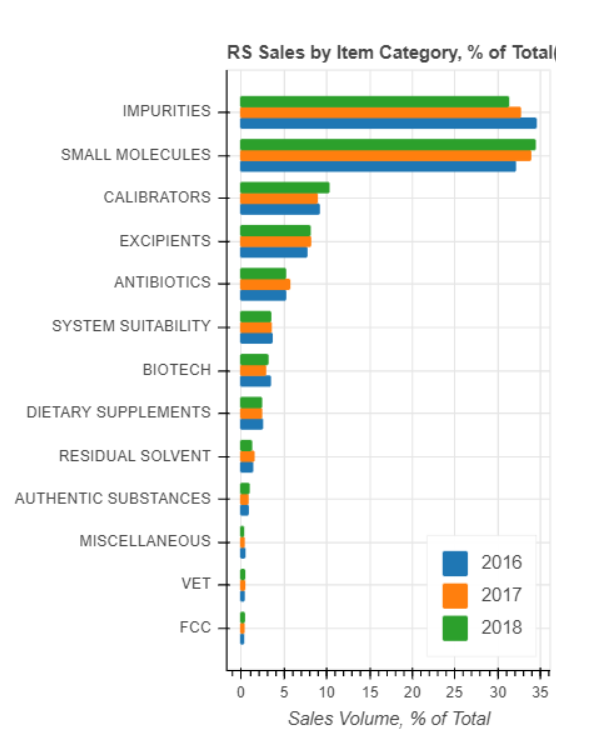 RS Sales by Item Category, % of Total(
IMPURITIES
SMALL MOLECULES
CALIBRATORS
EXCIPIENTS
ANTIBIOTICS
SYSTEM SUITABILITY
BIOTECH
DIETARY SUPPLEMENTS
RESIDUAL SOLVENT
AUTHENTIC SUBSTANCES
MISCELLANEOUS
VET
FCC
2016
2017
2018
0 5 10 15 20 25 30 35
Sales Volume, % of Total